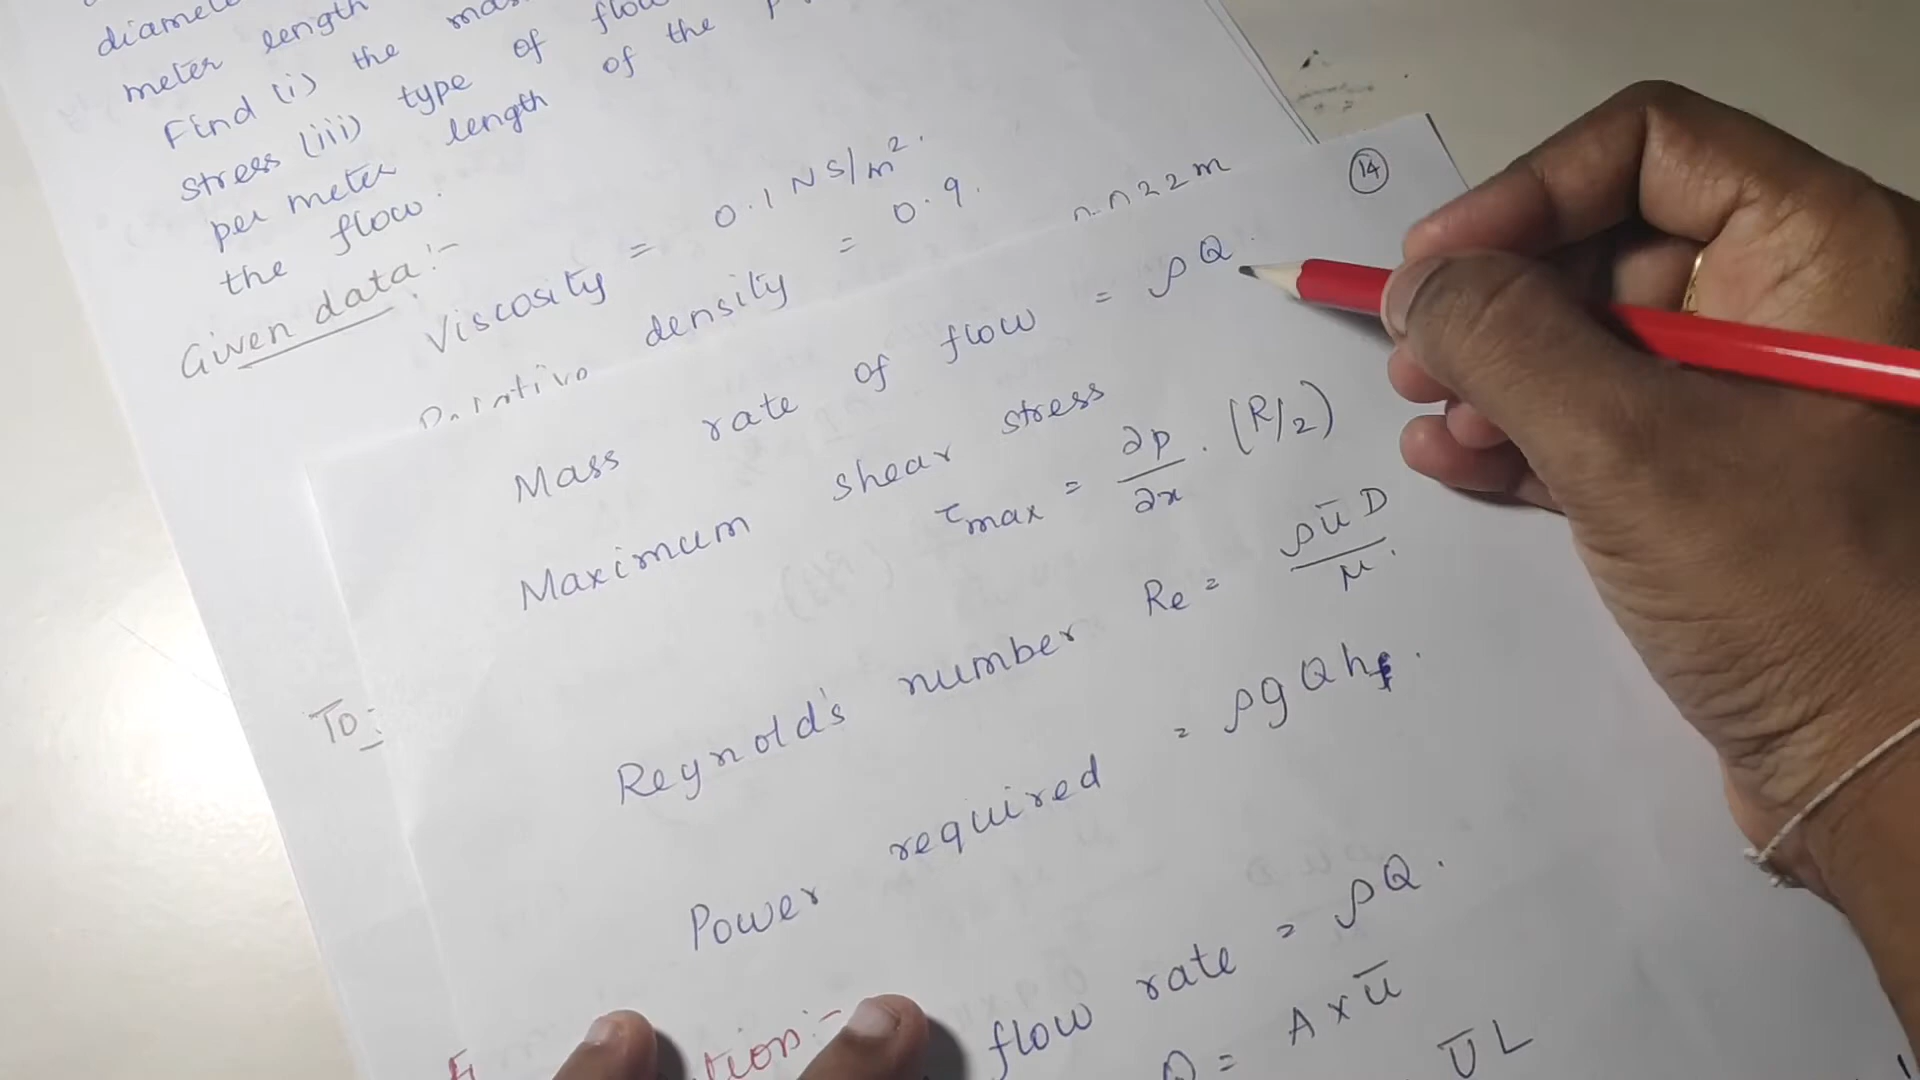 meter length
Find (i) the
stress (iii) type of
per meter length of the
the flow.
Given data:-
Viscosity = 0.1 NS/m².
density = 0.9.
22m
14
Mass rate of flow = ρQ.
Maximum shear stress
τmax = ∂p/∂x . (R/2)
Reynold's number Re = ρūD/μ.
To:
Power required = ρgQhf.
flow rate = ρQ.
A × ū
ŪL